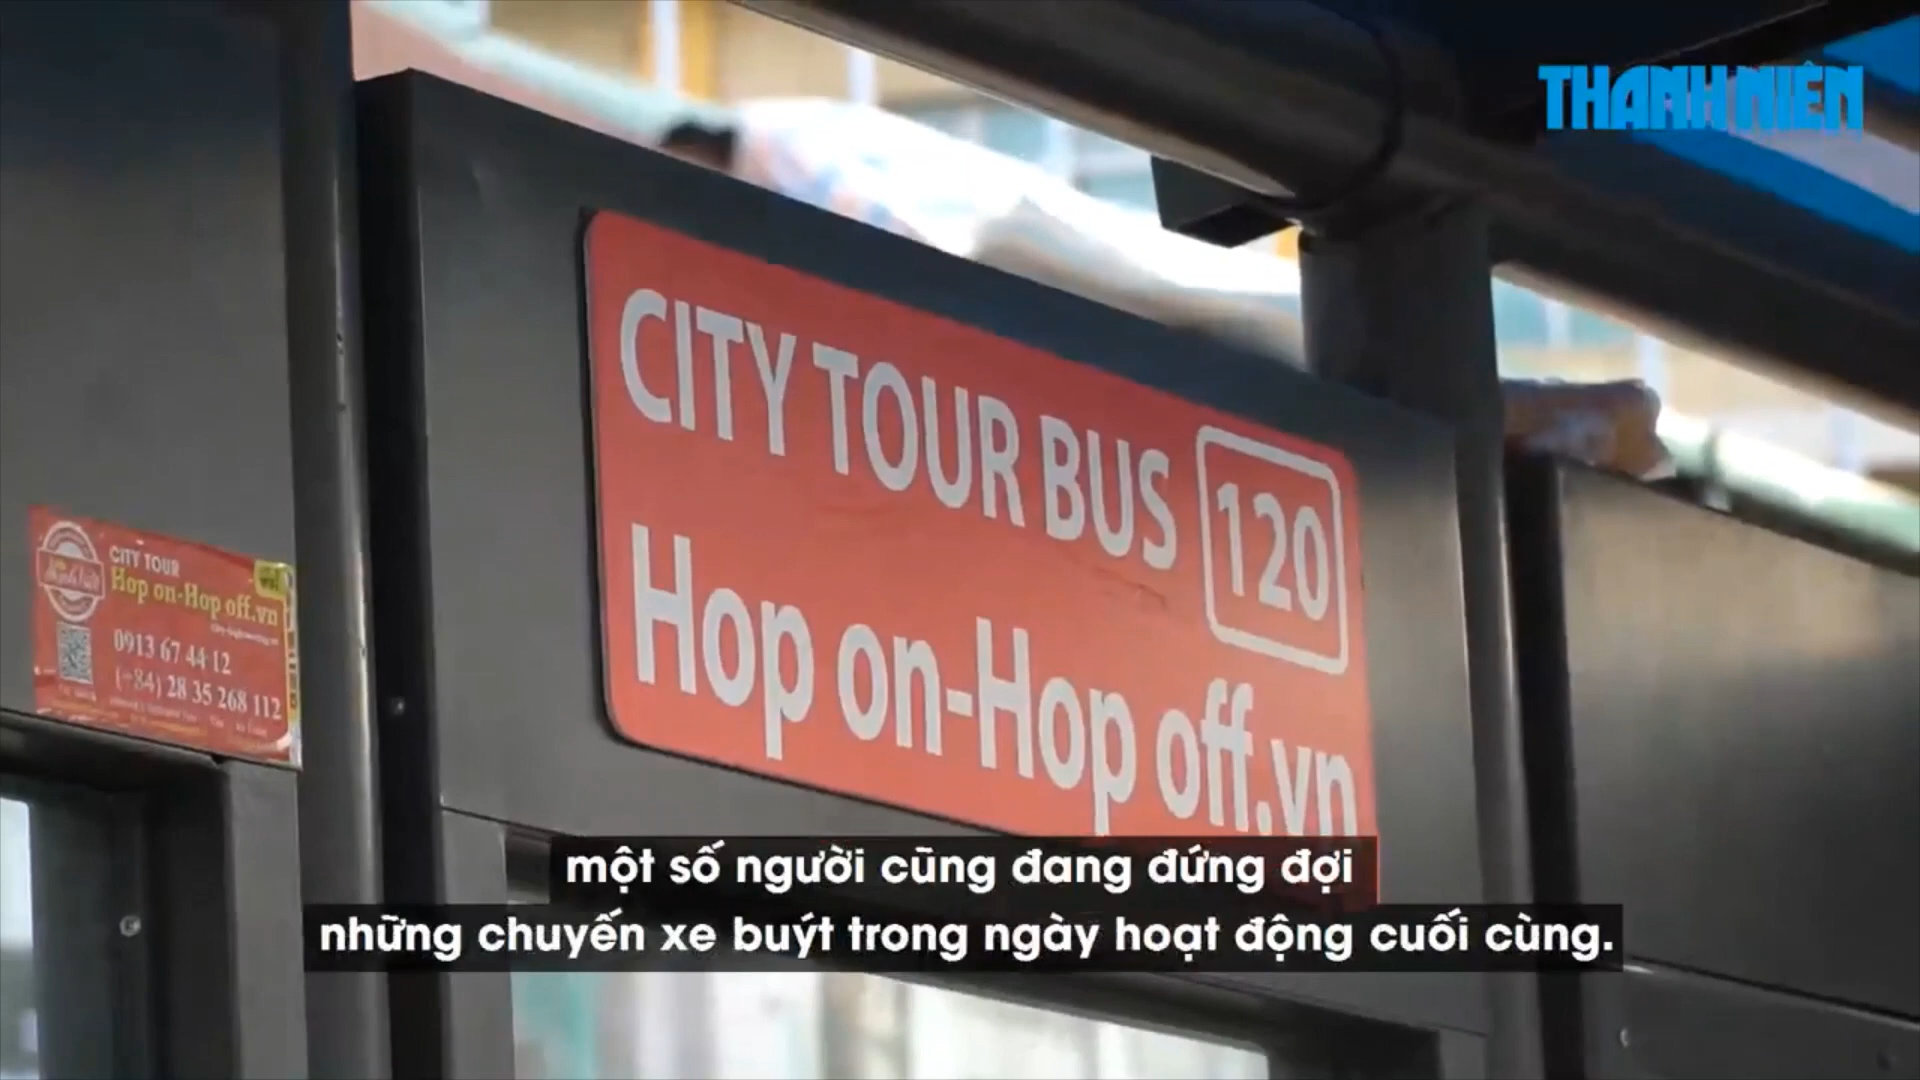 THANH NIÊN
CITY TOUR BUS 120
Hop on-Hop off.vn
CITY TOUR
Hop on-Hop off.vn
0913 67 44 12
(+84) 28 35 268 112
một số người cũng đang đứng đợi
những chuyến xe buýt trong ngày hoạt động cuối cùng.